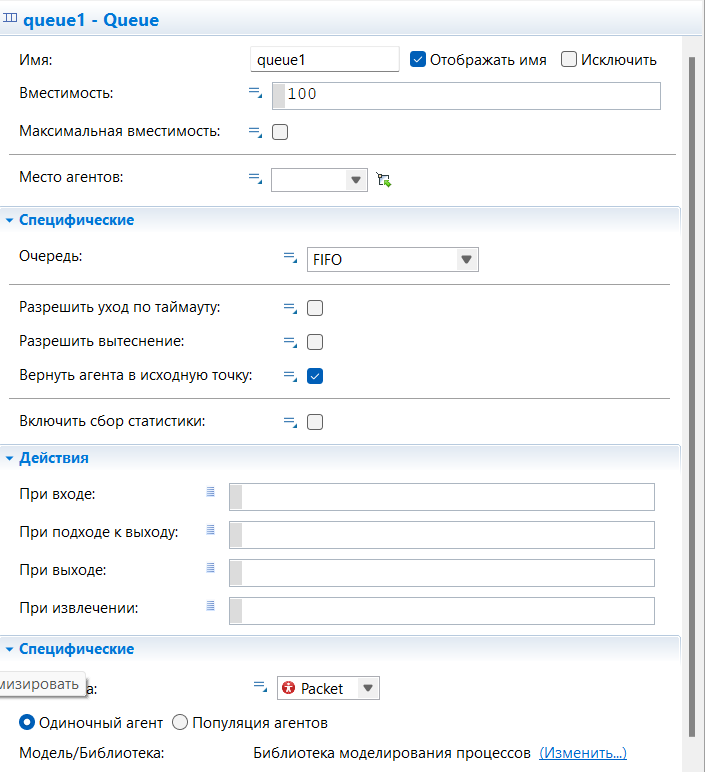 queue1 - Queue
Имя: queue1 Отображать имя Исключить
Вместимость: 100
Максимальная вместимость:
Место агентов:
Специфические
Очередь: FIFO
Разрешить уход по таймауту:
Разрешить вытеснение:
Вернуть агента в исходную точку:
Включить сбор статистики:
Действия
При входе:
При подходе к выходу:
При выходе:
При извлечении:
Специфические
мизировать а: Packet
Одиночный агент Популяция агентов
Модель/Библиотека: Библиотека моделирования процессов (Изменить...)